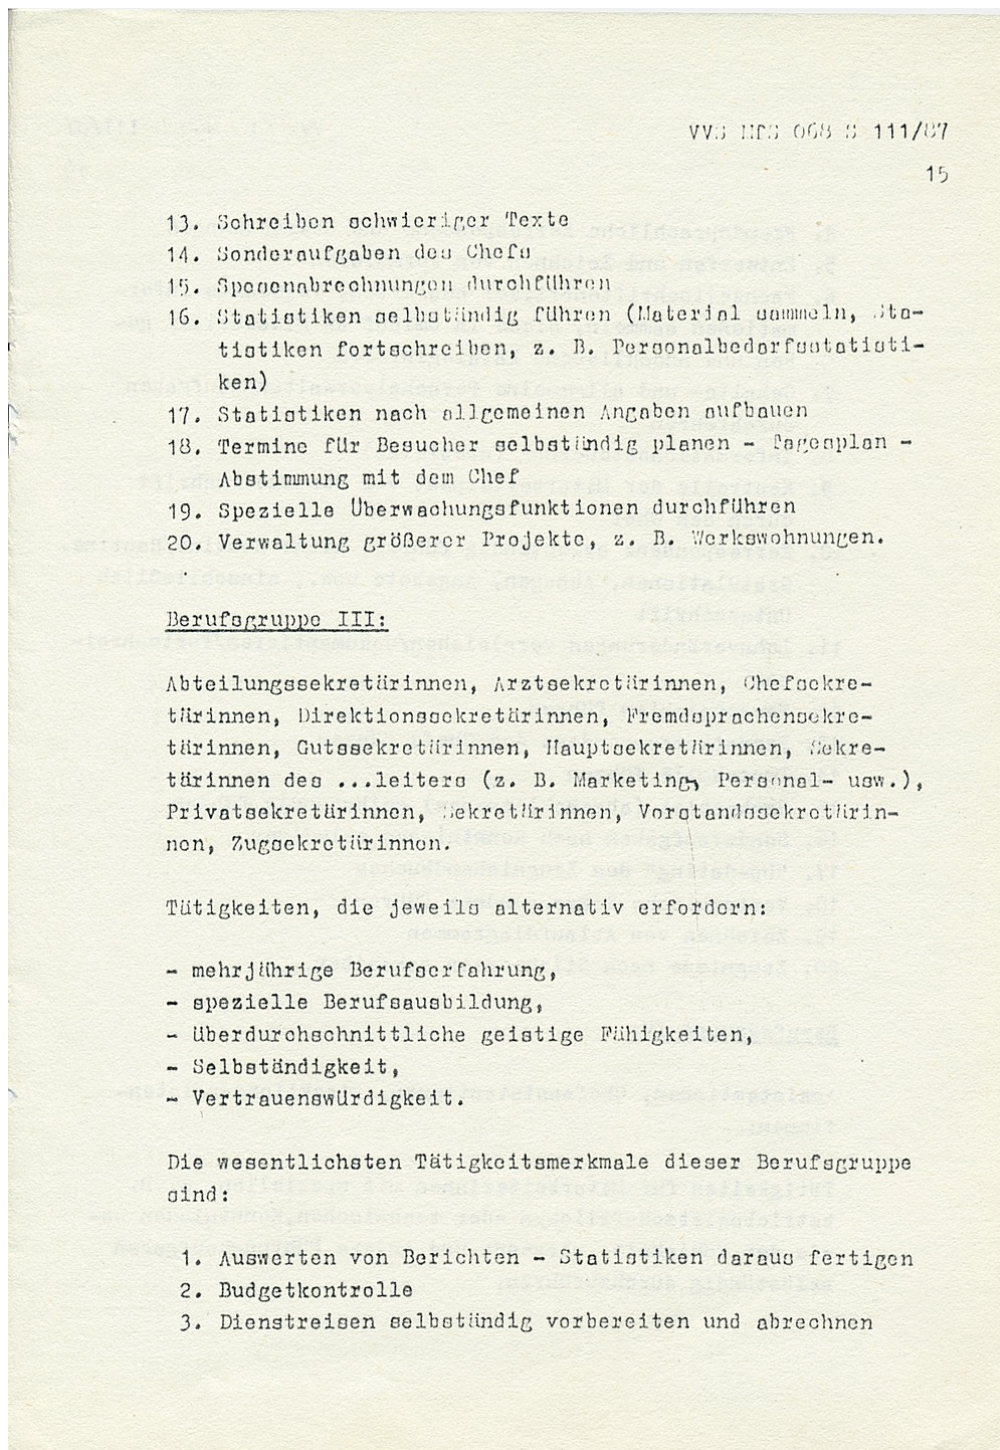 VVS MfS 008 S 111/87
15
13. Schreiben schwieriger Texte
14. Sonderaufgaben des Chefs
15. Spesenabrechnungen durchführen
16. Statistiken selbständig führen (Material sammeln, Sta-
tistiken fortschreiben, z. B. Personalbedarfsstatisti-
ken)
17. Statistiken nach allgemeinen Angaben aufbauen
18. Termine für Besucher selbständig planen - Tagesplan -
Abstimmung mit dem Chef
19. Spezielle Überwachungsfunktionen durchführen
20. Verwaltung größerer Projekte, z. B. Werkswohnungen.
Berufsgruppe III:
Abteilungssekretärinnen, Arztsekretärinnen, Chefsekre-
tärinnen, Direktionssekretärinnen, Fremdsprachensekre-
tärinnen, Gutssekretärinnen, Hauptsekretärinnen, Sekre-
tärinnen des ...leiters (z. B. Marketing, Personal- usw.),
Privatsekretärinnen, Sekretärinnen, Vorstandssekretärin-
nen, Zugsekretärinnen.
Tätigkeiten, die jeweils alternativ erfordern:
- mehrjährige Berufserfahrung,
- spezielle Berufsausbildung,
- überdurchschnittliche geistige Fähigkeiten,
- Selbständigkeit,
- Vertrauenswürdigkeit.
Die wesentlichsten Tätigkeitsmerkmale dieser Berufsgruppe
sind:
1. Auswerten von Berichten - Statistiken daraus fertigen
2. Budgetkontrolle
3. Dienstreisen selbständig vorbereiten und abrechnen